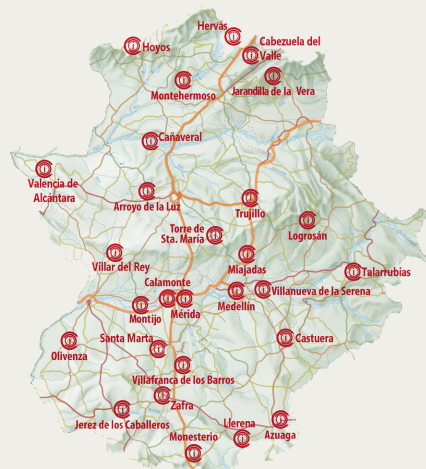 Hervás
Hoyos
Cabezuela del
Valle
Montehermoso
Jarandilla de la Vera
Cañaveral
Valencia de
Alcántara
Arroyo de la Luz
Trujillo
Torre de
Sta. María
Logrosán
Villar del Rey
Miajadas
Talarrubias
Calamonte
Mérida
Medellín
Villanueva de la Serena
Montijo
Santa Marta
Castuera
Olivenza
Villafranca de los Barros
Zafra
Jerez de los Caballeros
Llerena
Azuaga
Monesterio